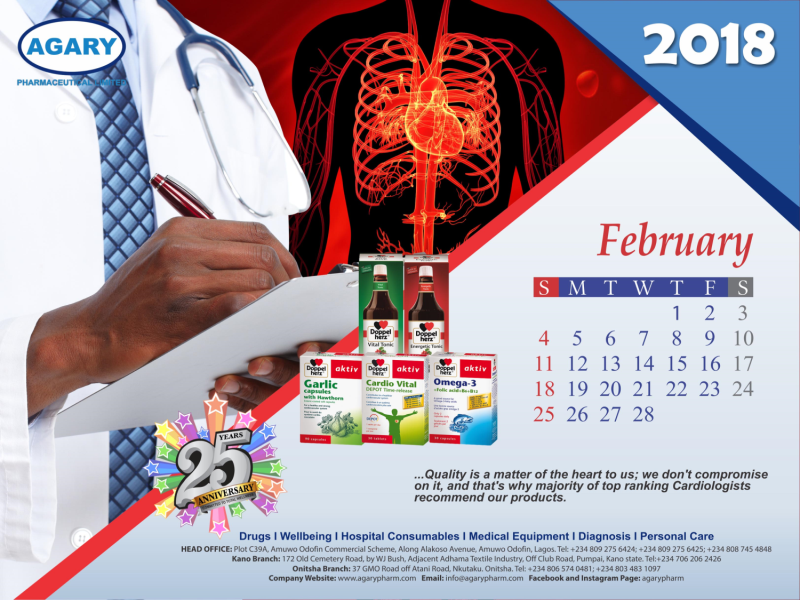 AGARY
PHARMACEUTICAL LIMITED
2018
February
S M T W T F S
1 2 3
4 5 6 7 8 9 10
11 12 13 14 15 16 17
18 19 20 21 22 23 24
25 26 27 28
Doppel herz
Vital Tonic
Doppel herz
Energetic Tonic
Doppel herz aktiv
Garlic
capsules
with Hawthorn
Doppel herz aktiv
Cardio Vital
DEPOT Time-release
Doppel herz aktiv
Omega-3
+Folic acid+B6+B12
25 YEARS
ANNIVERSARY
...Quality is a matter of the heart to us; we don't compromise
on it, and that's why majority of top ranking Cardiologists
recommend our products.
Drugs I Wellbeing I Hospital Consumables I Medical Equipment I Diagnosis I Personal Care
HEAD OFFICE: Plot C39A, Amuwo Odofin Commercial Scheme, Along Alakoso Avenue, Amuwo Odofin, Lagos. Tel: +234 809 275 6424; +234 809 275 6425; +234 808 745 4848
Kano Branch: 172 Old Cemetery Road, by WJ Bush, Adjacent Adhama Textile Industry, Off Club Road, Pumpai, Kano state. Tel:+234 706 206 2426
Onitsha Branch: 37 GMO Road off Atani Road, Nkutaku, Onitsha, Tel: +234 806 574 0481; +234 803 483 1097
Company Website: www.agarypharm.com Email: info@agarypharm.com Facebook and Instagram Page: agarypharm